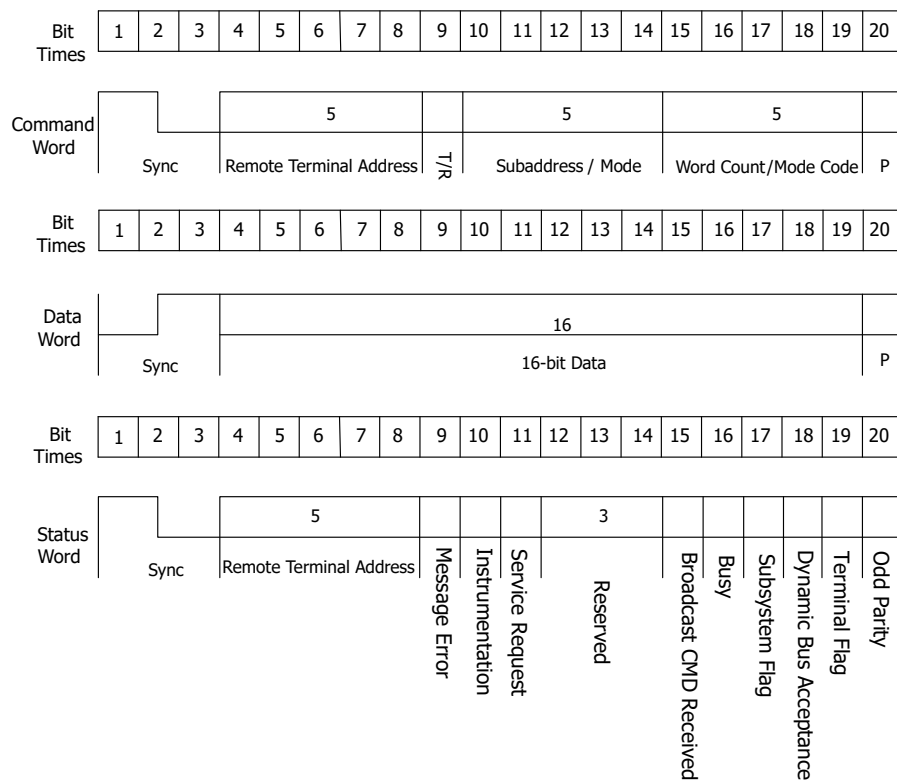 Bit Times 1 2 3 4 5 6 7 8 9 10 11 12 13 14 15 16 17 18 19 20
Command Word
5 5 5
Sync Remote Terminal Address T/R Subaddress / Mode Word Count/Mode Code P
Bit Times 1 2 3 4 5 6 7 8 9 10 11 12 13 14 15 16 17 18 19 20
Data Word
16
Sync 16-bit Data P
Bit Times 1 2 3 4 5 6 7 8 9 10 11 12 13 14 15 16 17 18 19 20
Status Word
5 3
Sync Remote Terminal Address
Message Error
Instrumentation
Service Request
Reserved
Broadcast CMD Received
Busy
Subsystem Flag
Dynamic Bus Acceptance
Terminal Flag
Odd Parity